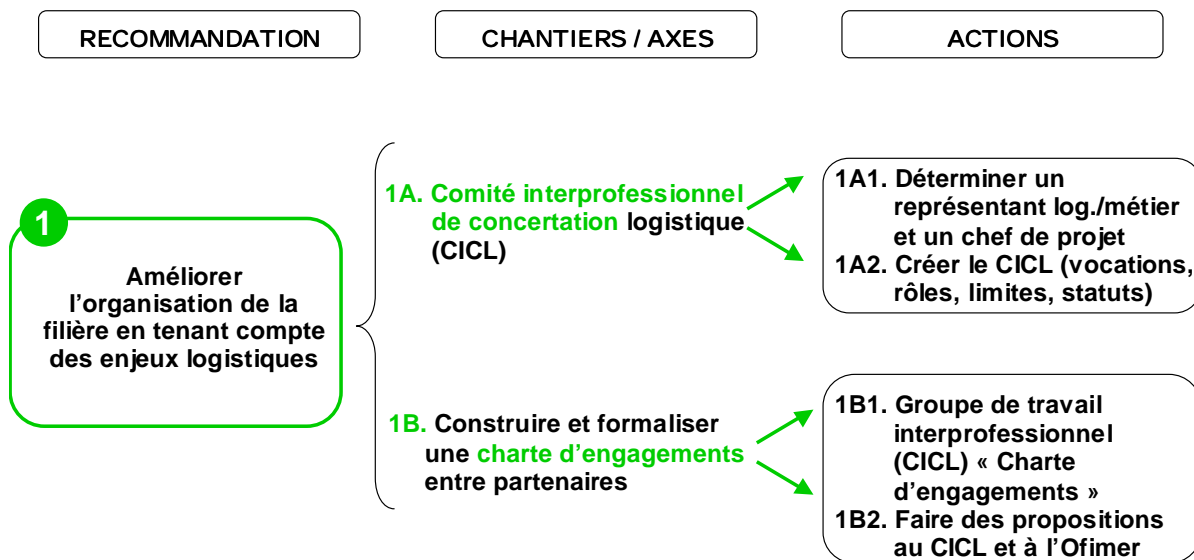 RECOMMANDATION
CHANTIERS / AXES
ACTIONS
1
Améliorer
l’organisation de la
filière en tenant compte
des enjeux logistiques
1A. Comité interprofessionnel
de concertation logistique
(CICL)
1A1. Déterminer un
représentant log./métier
et un chef de projet
1A2. Créer le CICL (vocations,
rôles, limites, statuts)
1B. Construire et formaliser
une charte d’engagements
entre partenaires
1B1. Groupe de travail
interprofessionnel
(CICL) « Charte
d’engagements »
1B2. Faire des propositions
au CICL et à l’Ofimer